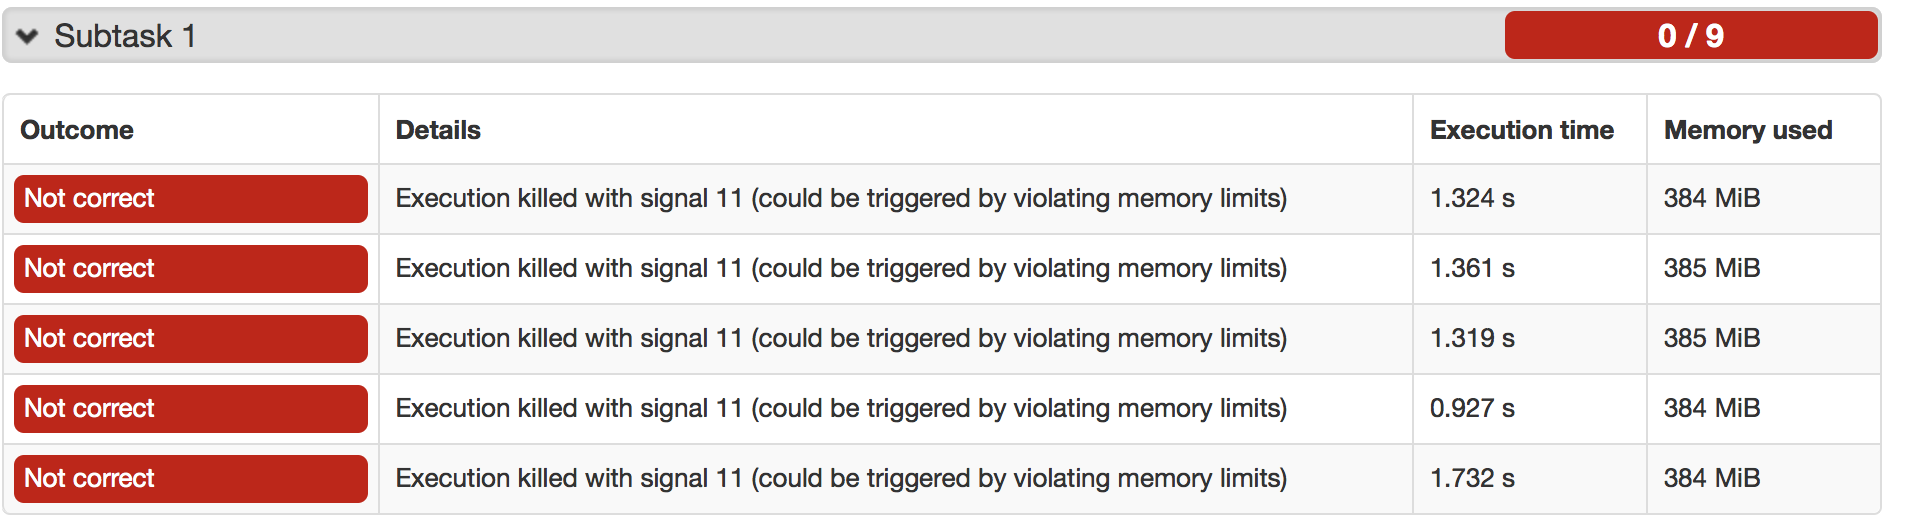 Subtask 1 0 / 9
Outcome Details Execution time Memory used
Not correct Execution killed with signal 11 (could be triggered by violating memory limits) 1.324 s 384 MiB
Not correct Execution killed with signal 11 (could be triggered by violating memory limits) 1.361 s 385 MiB
Not correct Execution killed with signal 11 (could be triggered by violating memory limits) 1.319 s 385 MiB
Not correct Execution killed with signal 11 (could be triggered by violating memory limits) 0.927 s 384 MiB
Not correct Execution killed with signal 11 (could be triggered by violating memory limits) 1.732 s 384 MiB